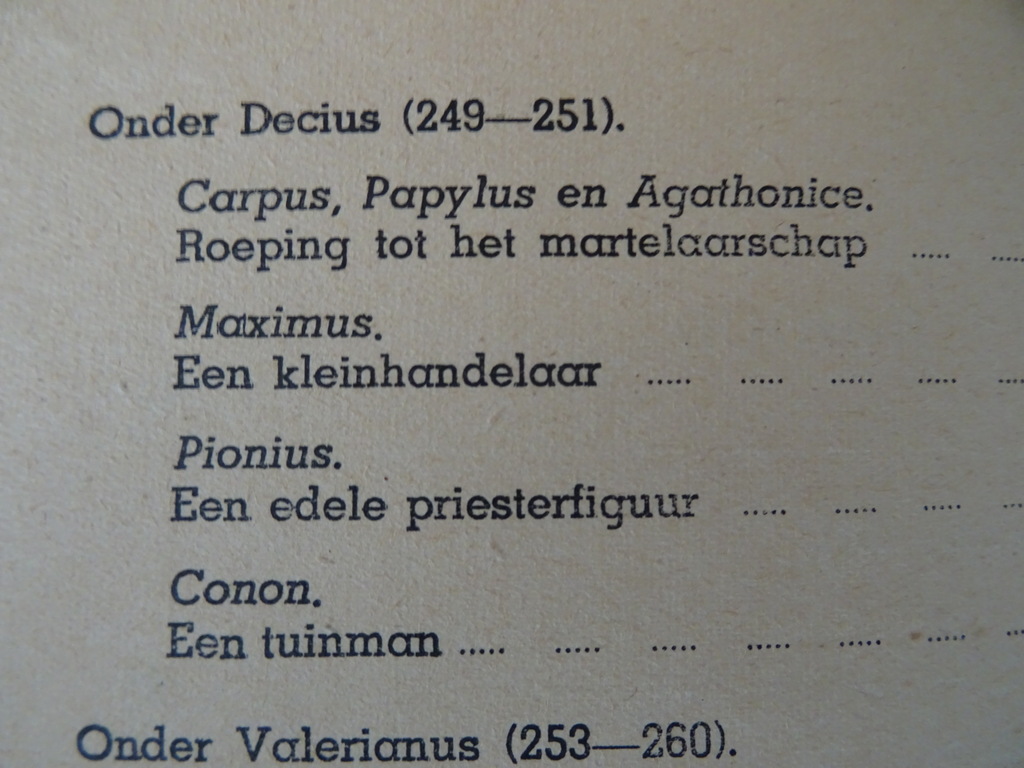 Onder Decius (249—251).
Carpus, Papylus en Agathonice.
Roeping tot het martelaarschap ..... .....
Maximus.
Een kleinhandelaar ..... ..... ..... ..... .....
Pionius.
Een edele priesterfiguur ..... ..... ..... ...
Conon.
Een tuinman ..... ..... ..... ..... ..... ..... ...
Onder Valerianus (253—260).